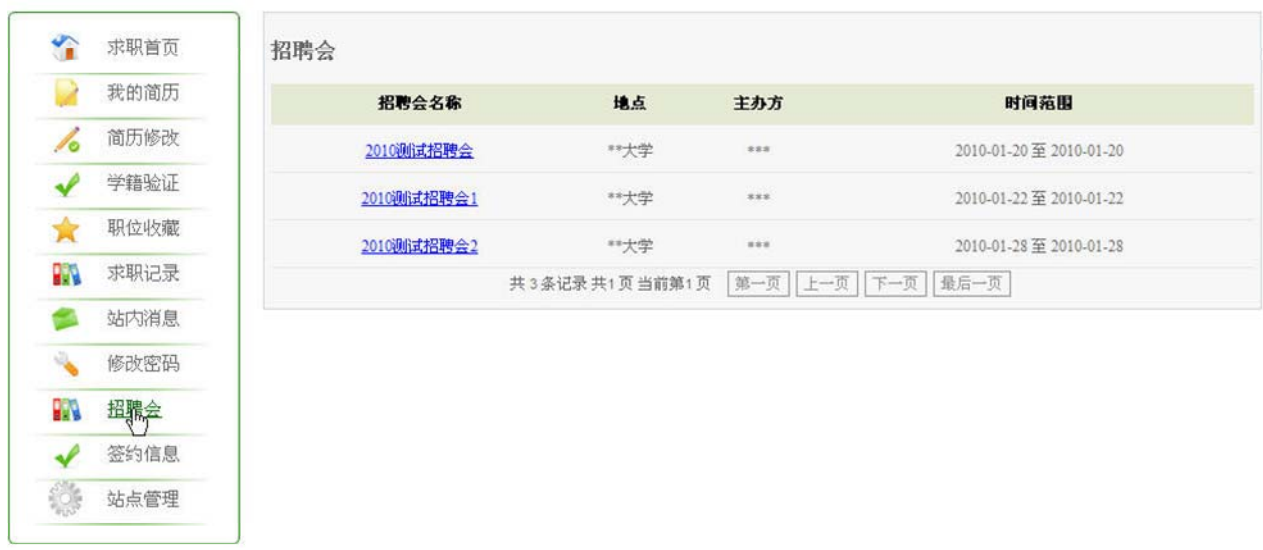 求职首页
我的简历
简历修改
学籍验证
职位收藏
求职记录
站内消息
修改密码
招聘会
签约信息
站点管理
招聘会
招聘会名称 地点 主办方 时间范围
2010测试招聘会 **大学 *** 2010-01-20 至 2010-01-20
2010测试招聘会1 **大学 *** 2010-01-22 至 2010-01-22
2010测试招聘会2 **大学 *** 2010-01-28 至 2010-01-28
共 3 条记录 共1 页 当前第1 页 第一页 上一页 下一页 最后一页